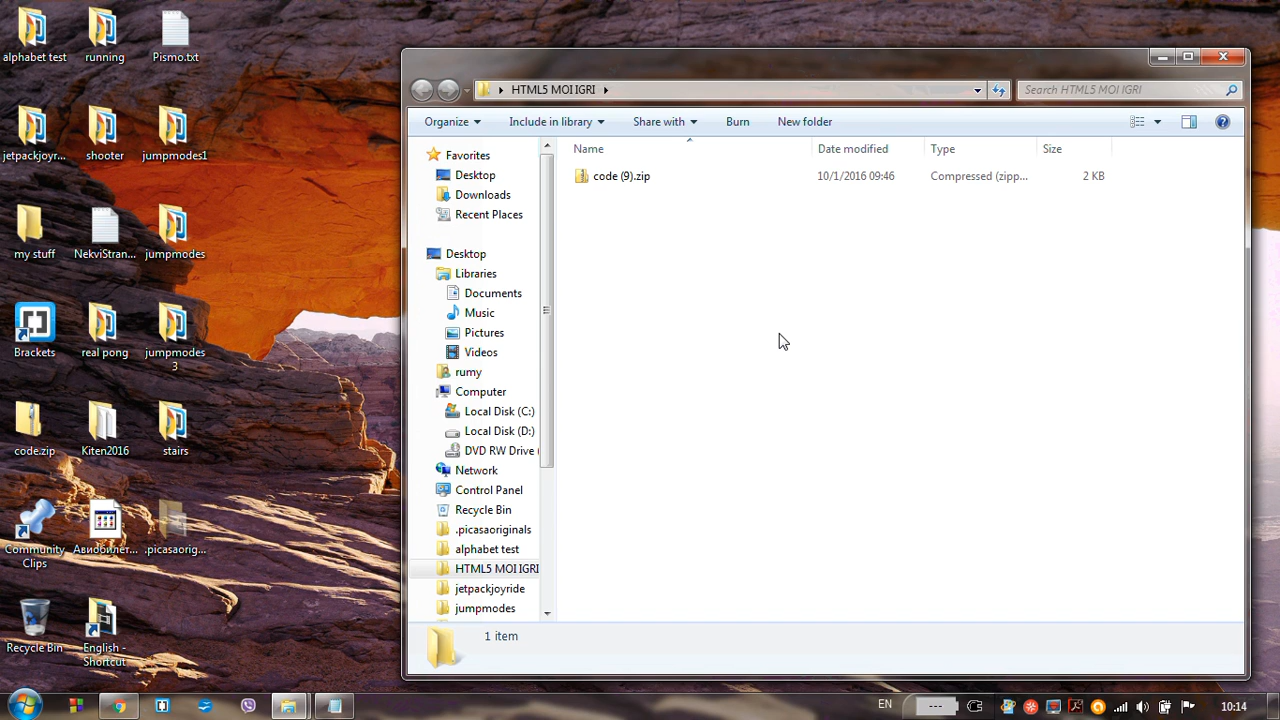 alphabet test
running
Pismo.txt
jetpackjoyr...
shooter
jumpmodes1
my stuff
NekviStran...
jumpmodes
Brackets
real pong
jumpmodes
3
code.zip
Kiten2016
stairs
Community
Clips
Авиобилет...
.picasaorig...
Recycle Bin
English -
Shortcut
HTML5 MOI IGRI
Search HTML5 MOI IGRI
Organize
Include in library
Share with
Burn
New folder
Name
Date modified
Type
Size
code (9).zip
10/1/2016 09:46
Compressed (zipp...
2 KB
Favorites
Desktop
Downloads
Recent Places
Desktop
Libraries
Documents
Music
Pictures
Videos
rumy
Computer
Local Disk (C:)
Local Disk (D:)
DVD RW Drive
Network
Control Panel
Recycle Bin
.picasaoriginals
alphabet test
HTML5 MOI IGRI
jetpackjoyride
jumpmodes
1 item
EN
---
10:14